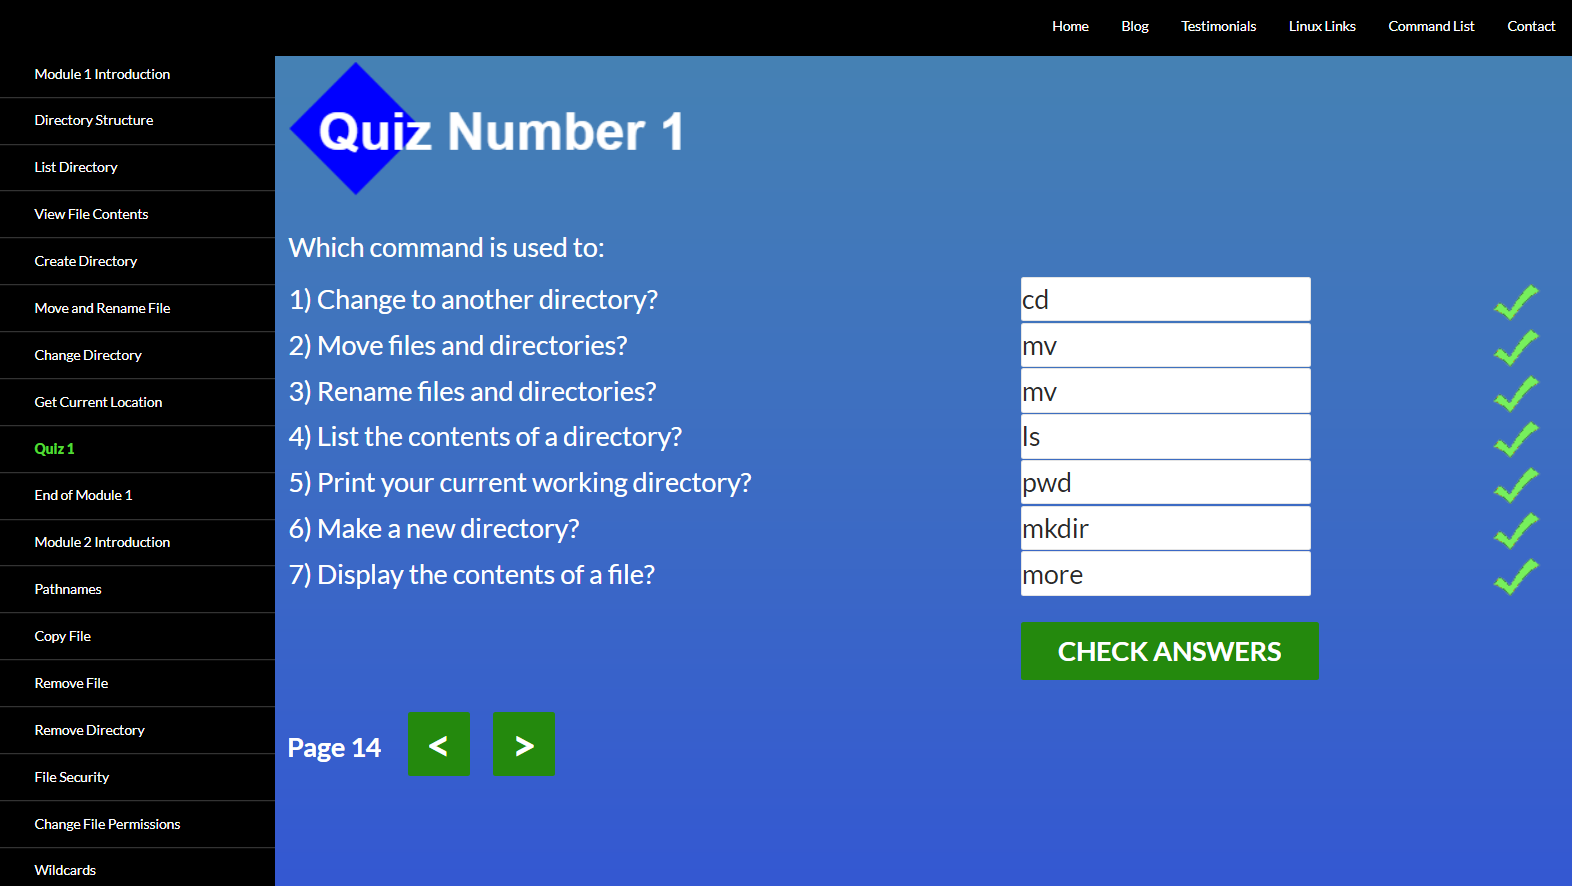 Home Blog Testimonials Linux Links Command List Contact
Module 1 Introduction
Directory Structure
List Directory
View File Contents
Create Directory
Move and Rename File
Change Directory
Get Current Location
Quiz 1
End of Module 1
Module 2 Introduction
Pathnames
Copy File
Remove File
Remove Directory
File Security
Change File Permissions
Wildcards
Quiz Number 1
Which command is used to:
1) Change to another directory? cd
2) Move files and directories? mv
3) Rename files and directories? mv
4) List the contents of a directory? ls
5) Print your current working directory? pwd
6) Make a new directory? mkdir
7) Display the contents of a file? more
CHECK ANSWERS
Page 14 < >